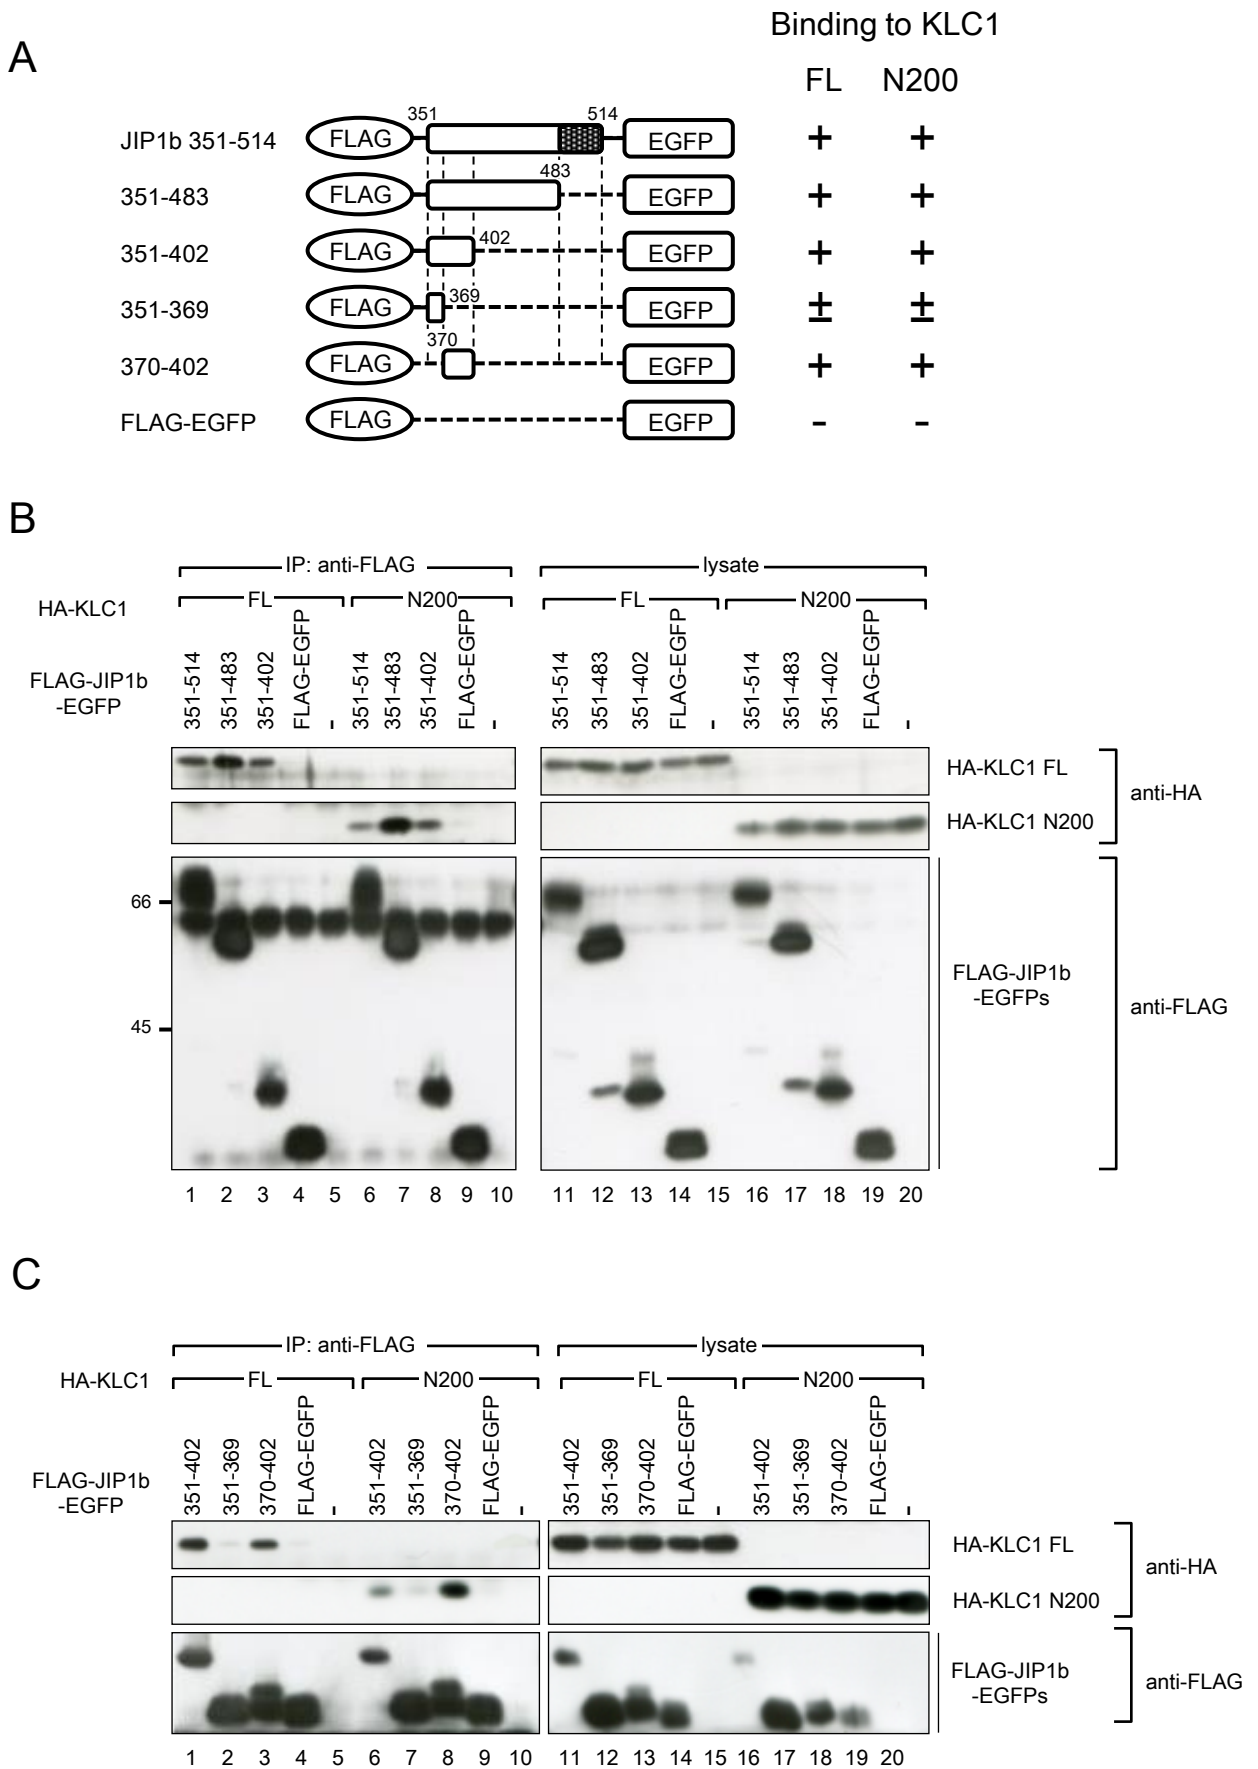 Binding to KLC1
A
FL N200
351 514
JIP1b 351-514 FLAG EGFP + +
483
351-483 FLAG EGFP + +
402
351-402 FLAG EGFP + +
369
351-369 FLAG EGFP ± ±
370
370-402 FLAG EGFP + +
FLAG-EGFP FLAG EGFP - -
B
IP: anti-FLAG lysate
HA-KLC1 FL N200 FL N200
FLAG-JIP1b
-EGFP
351-514 351-483 351-402 FLAG-EGFP - 351-514 351-483 351-402 FLAG-EGFP - 351-514 351-483 351-402 FLAG-EGFP - 351-514 351-483 351-402 FLAG-EGFP -
HA-KLC1 FL
anti-HA
HA-KLC1 N200
66
FLAG-JIP1b
-EGFPs
anti-FLAG
45
1 2 3 4 5 6 7 8 9 10 11 12 13 14 15 16 17 18 19 20
C
IP: anti-FLAG lysate
HA-KLC1 FL N200 FL N200
FLAG-JIP1b
-EGFP
351-402 351-369 370-402 FLAG-EGFP - 351-402 351-369 370-402 FLAG-EGFP - 351-402 351-369 370-402 FLAG-EGFP - 351-402 351-369 370-402 FLAG-EGFP -
HA-KLC1 FL
anti-HA
HA-KLC1 N200
FLAG-JIP1b
-EGFPs
anti-FLAG
1 2 3 4 5 6 7 8 9 10 11 12 13 14 15 16 17 18 19 20